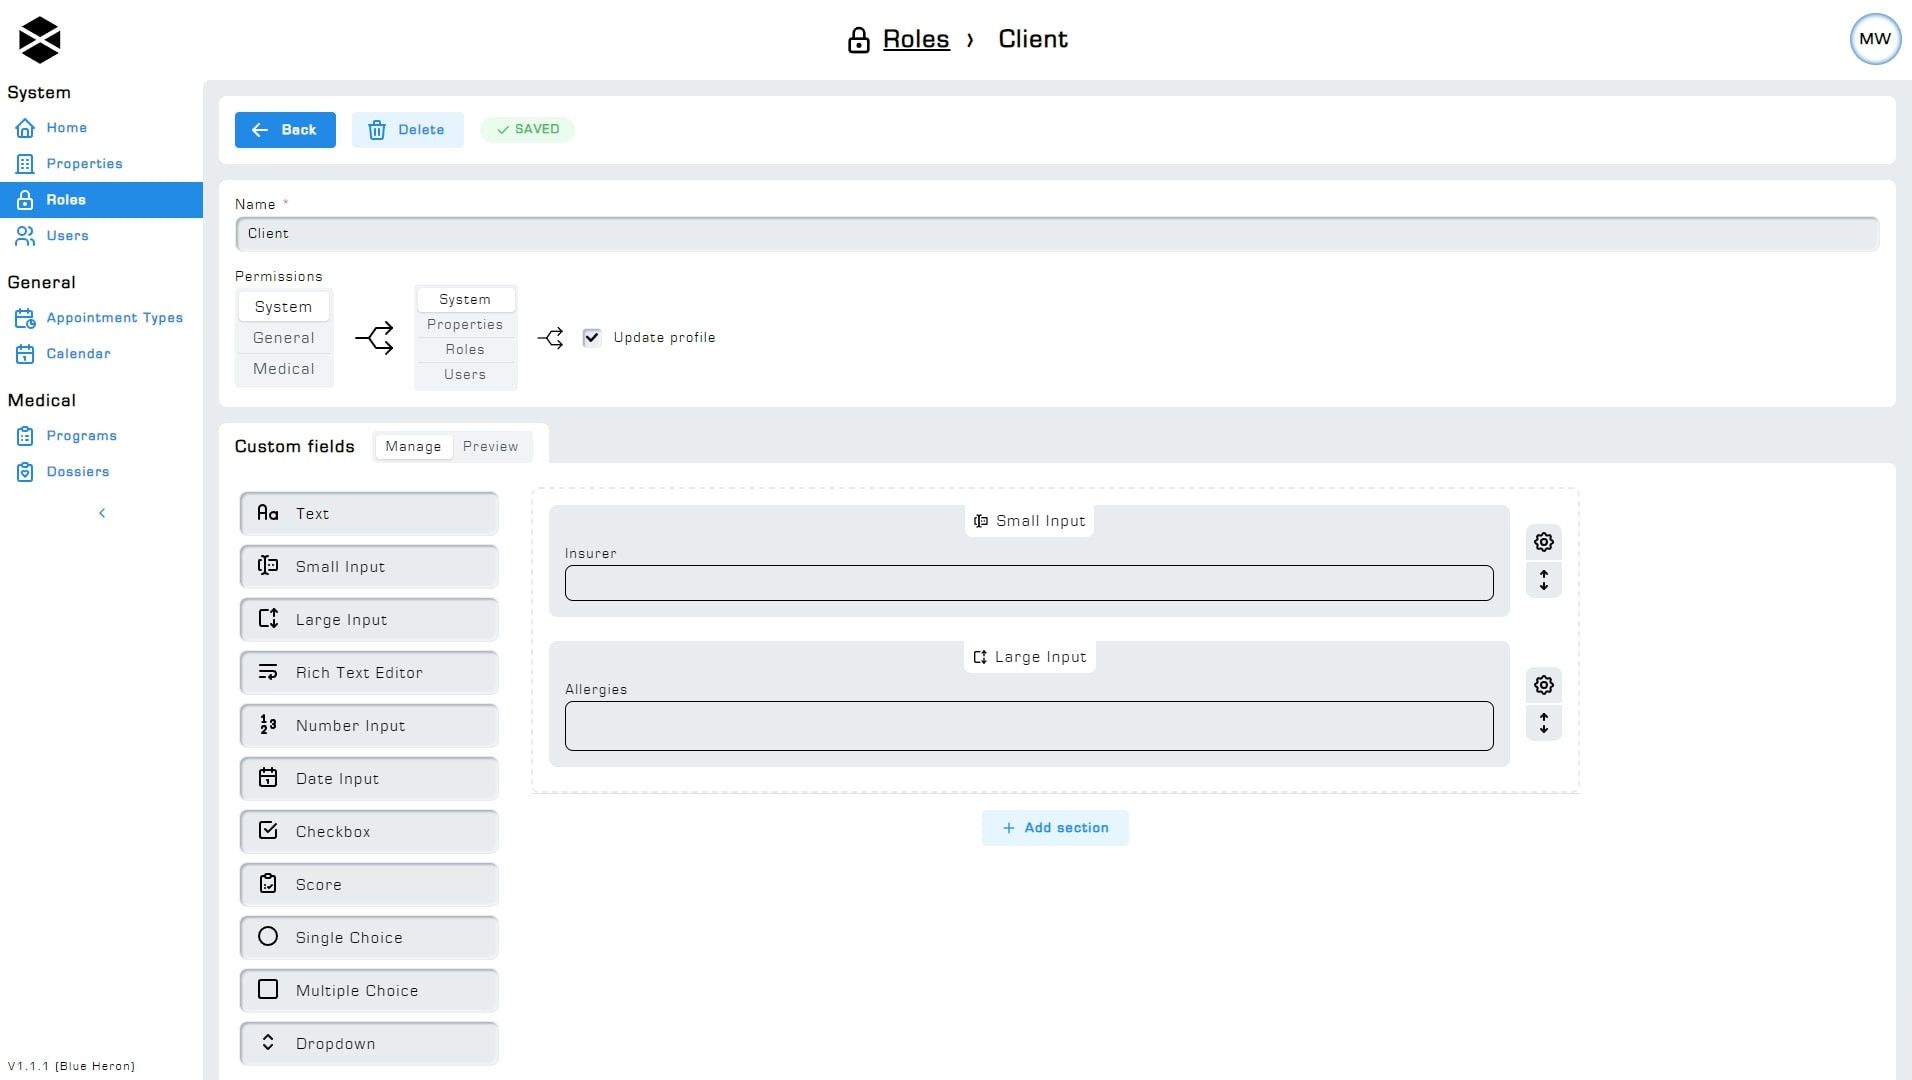 Roles › Client
MW
System
Home
Properties
Roles
Users
General
Appointment Types
Calendar
Medical
Programs
Dossiers
V1.1.1 (Blue Heron)
Back
Delete
SAVED
Name *
Client
Permissions
System
General
Medical
System
Properties
Roles
Users
Update profile
Custom fields
Manage
Preview
Text
Small Input
Large Input
Rich Text Editor
Number Input
Date Input
Checkbox
Score
Single Choice
Multiple Choice
Dropdown
Small Input
Insurer
Large Input
Allergies
+ Add section